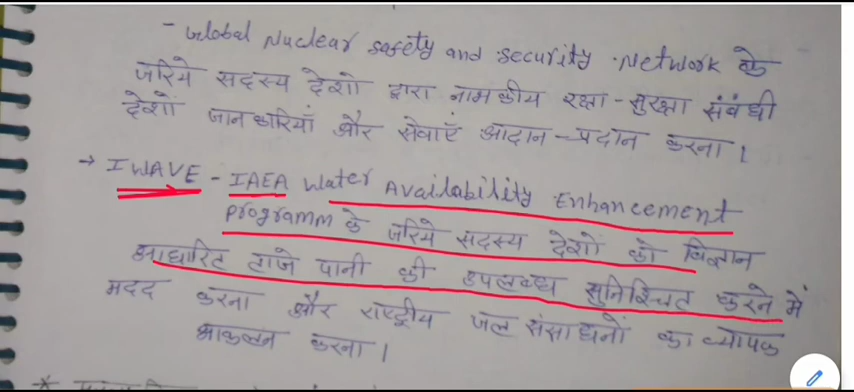 - Global Nuclear safety and security Network के
जरिये सदस्य देशो द्वारा नाभकीय रक्षा - सुरक्षा संबंधी
देशों जानकारियाँ और सेवाएँ आदान - प्रदान करना।
→ IWAVE - IAEA Water Availability Enhancement
Programm के जरिये सदस्य देशों को विज्ञान
आधारित ताजे पानी की उपलब्ध सुनिश्चित करने में
मदद करना और राष्ट्रीय जल संसाधनों का व्यापक
आकलन करना।
*